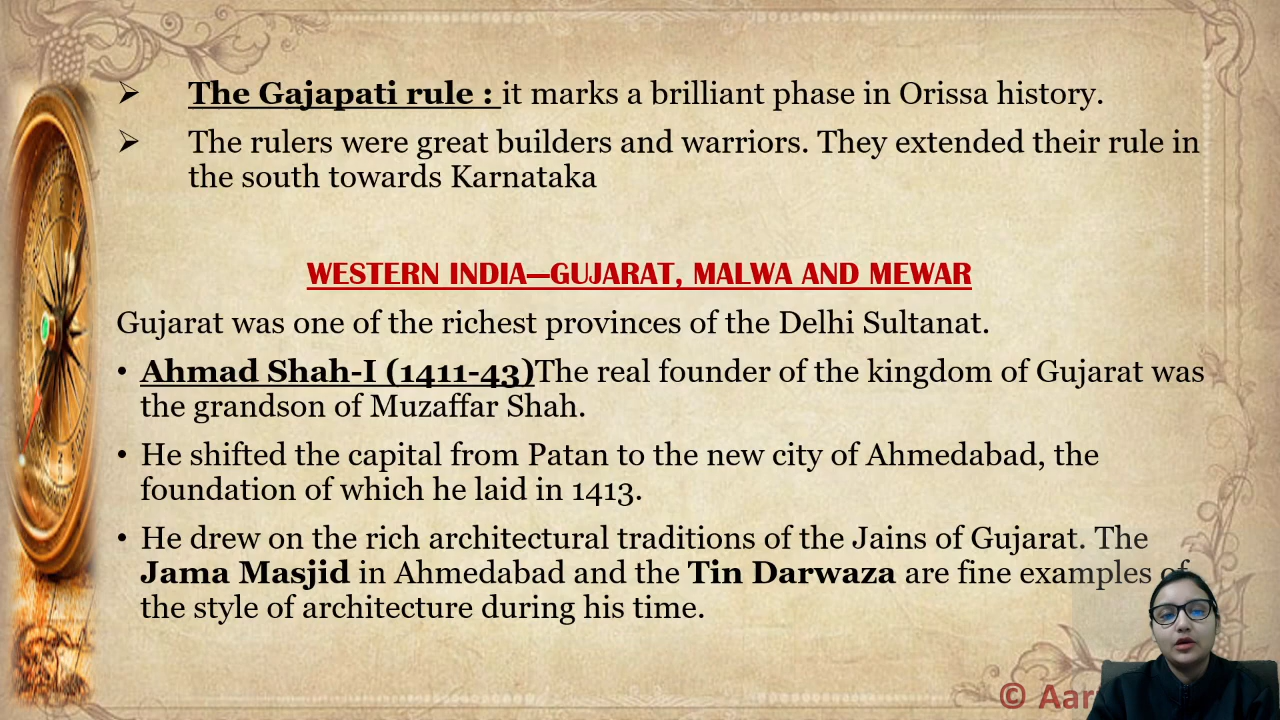 ➢ The Gajapati rule : it marks a brilliant phase in Orissa history.
➢ The rulers were great builders and warriors. They extended their rule in
the south towards Karnataka
WESTERN INDIA—GUJARAT, MALWA AND MEWAR
Gujarat was one of the richest provinces of the Delhi Sultanat.
• Ahmad Shah-I (1411-43)The real founder of the kingdom of Gujarat was
the grandson of Muzaffar Shah.
• He shifted the capital from Patan to the new city of Ahmedabad, the
foundation of which he laid in 1413.
• He drew on the rich architectural traditions of the Jains of Gujarat. The
Jama Masjid in Ahmedabad and the Tin Darwaza are fine examples of
the style of architecture during his time.
©